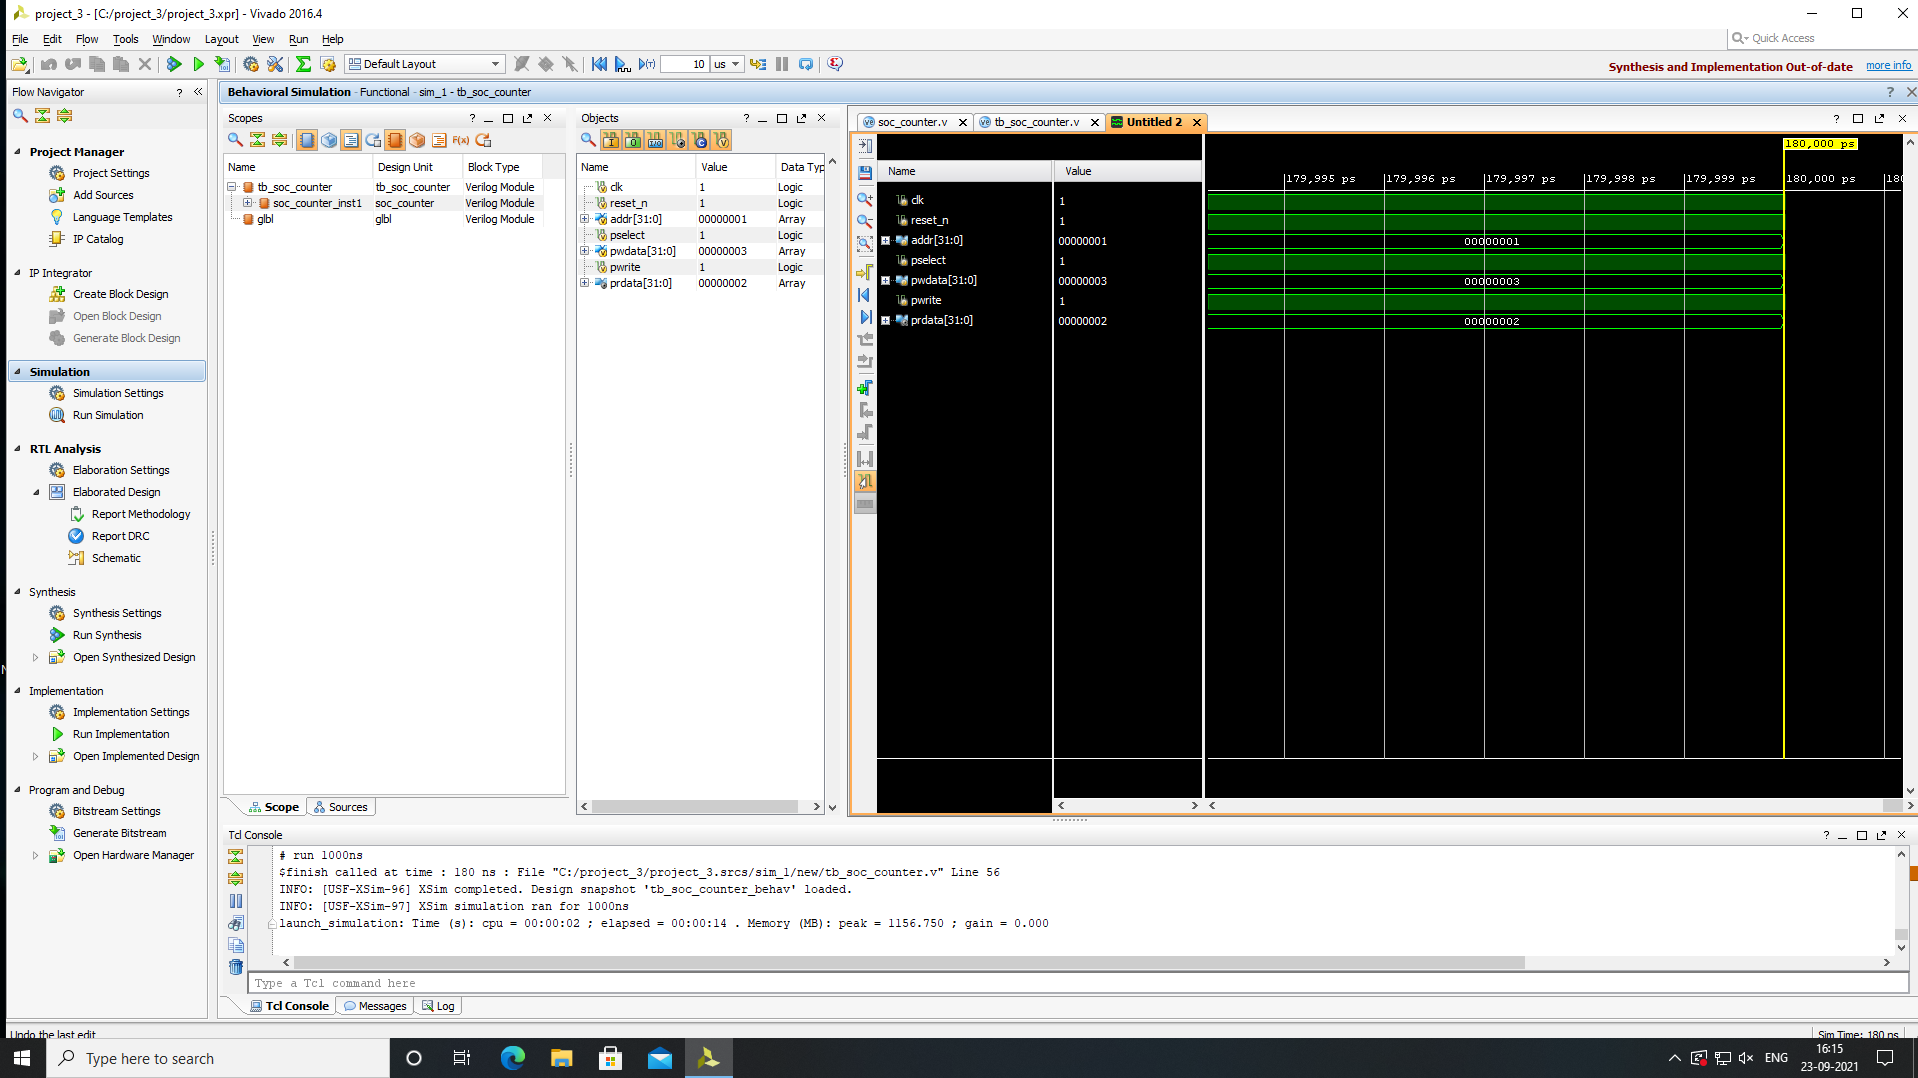 project_3 - [C:/project_3/project_3.xpr] - Vivado 2016.4
File Edit Flow Tools Window Layout View Run Help
Quick Access
Default Layout
10 us
Synthesis and Implementation Out-of-date more info
Flow Navigator
Project Manager
Project Settings
Add Sources
Language Templates
IP Catalog
IP Integrator
Create Block Design
Open Block Design
Generate Block Design
Simulation
Simulation Settings
Run Simulation
RTL Analysis
Elaboration Settings
Elaborated Design
Report Methodology
Report DRC
Schematic
Synthesis
Synthesis Settings
Run Synthesis
Open Synthesized Design
Implementation
Implementation Settings
Run Implementation
Open Implemented Design
Program and Debug
Bitstream Settings
Generate Bitstream
Open Hardware Manager
Behavioral Simulation - Functional - sim_1 - tb_soc_counter
Scopes
F(x)
Name Design Unit Block Type
tb_soc_counter tb_soc_counter Verilog Module
soc_counter_inst1 soc_counter Verilog Module
glbl glbl Verilog Module
Scope Sources
Objects
Name Value Data Typ
clk 1 Logic
reset_n 1 Logic
addr[31:0] 00000001 Array
pselect 1 Logic
pwdata[31:0] 00000003 Array
pwrite 1 Logic
prdata[31:0] 00000002 Array
soc_counter.v tb_soc_counter.v Untitled 2
180,000 ps
Name Value
179,995 ps 179,996 ps 179,997 ps 179,998 ps 179,999 ps 180,000 ps 180
clk 1
reset_n 1
addr[31:0] 00000001 00000001
pselect 1
pwdata[31:0] 00000003 00000003
pwrite 1
prdata[31:0] 00000002 00000002
Tcl Console
# run 1000ns
$finish called at time : 180 ns : File "C:/project_3/project_3.srcs/sim_1/new/tb_soc_counter.v" Line 56
INFO: [USF-XSim-96] XSim completed. Design snapshot 'tb_soc_counter_behav' loaded.
INFO: [USF-XSim-97] XSim simulation ran for 1000ns
launch_simulation: Time (s): cpu = 00:00:02 ; elapsed = 00:00:14 . Memory (MB): peak = 1156.750 ; gain = 0.000
Type a Tcl command here
Tcl Console Messages Log
Undo the last edit
Sim Time: 180 ns
Type here to search
ENG
16:15
23-09-2021